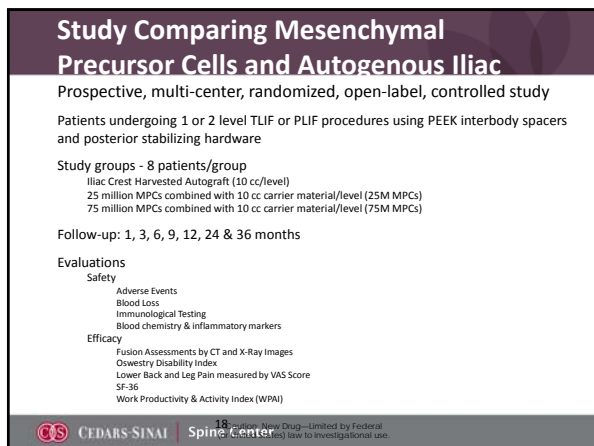 Study Comparing Mesenchymal
Precursor Cells and Autogenous Iliac
Prospective, multi-center, randomized, open-label, controlled study
Patients undergoing 1 or 2 level TLIF or PLIF procedures using PEEK interbody spacers
and posterior stabilizing hardware
Study groups - 8 patients/group
Iliac Crest Harvested Autograft (10 cc/level)
25 million MPCs combined with 10 cc carrier material/level (25M MPCs)
75 million MPCs combined with 10 cc carrier material/level (75M MPCs)
Follow-up: 1, 3, 6, 9, 12, 24 & 36 months
Evaluations
Safety
Adverse Events
Blood Loss
Immunological Testing
Blood chemistry & inflammatory markers
Efficacy
Fusion Assessments by CT and X-Ray Images
Oswestry Disability Index
Lower Back and Leg Pain measured by VAS Score
SF-36
Work Productivity & Activity Index (WPAI)
CS CEDARS-SINAI Spine Center
18
New Drug—Limited by Federal
law to investigational use.